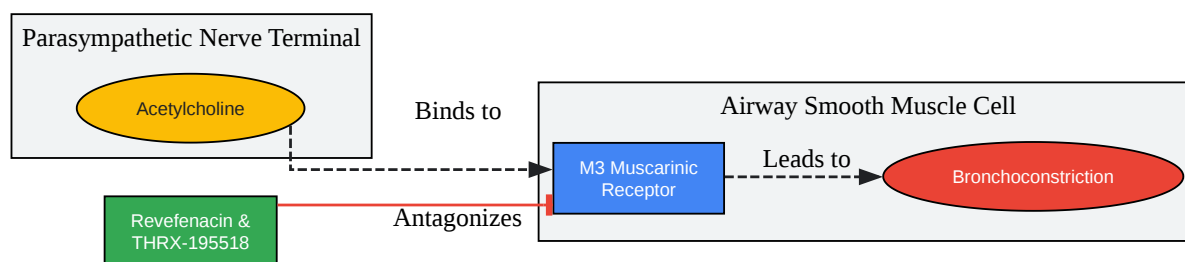 Parasympathetic Nerve Terminal
Acetylcholine
Binds to
Airway Smooth Muscle Cell
M3 Muscarinic
Receptor
Leads to
Bronchoconstriction
Revefenacin &
THRX-195518
Antagonizes